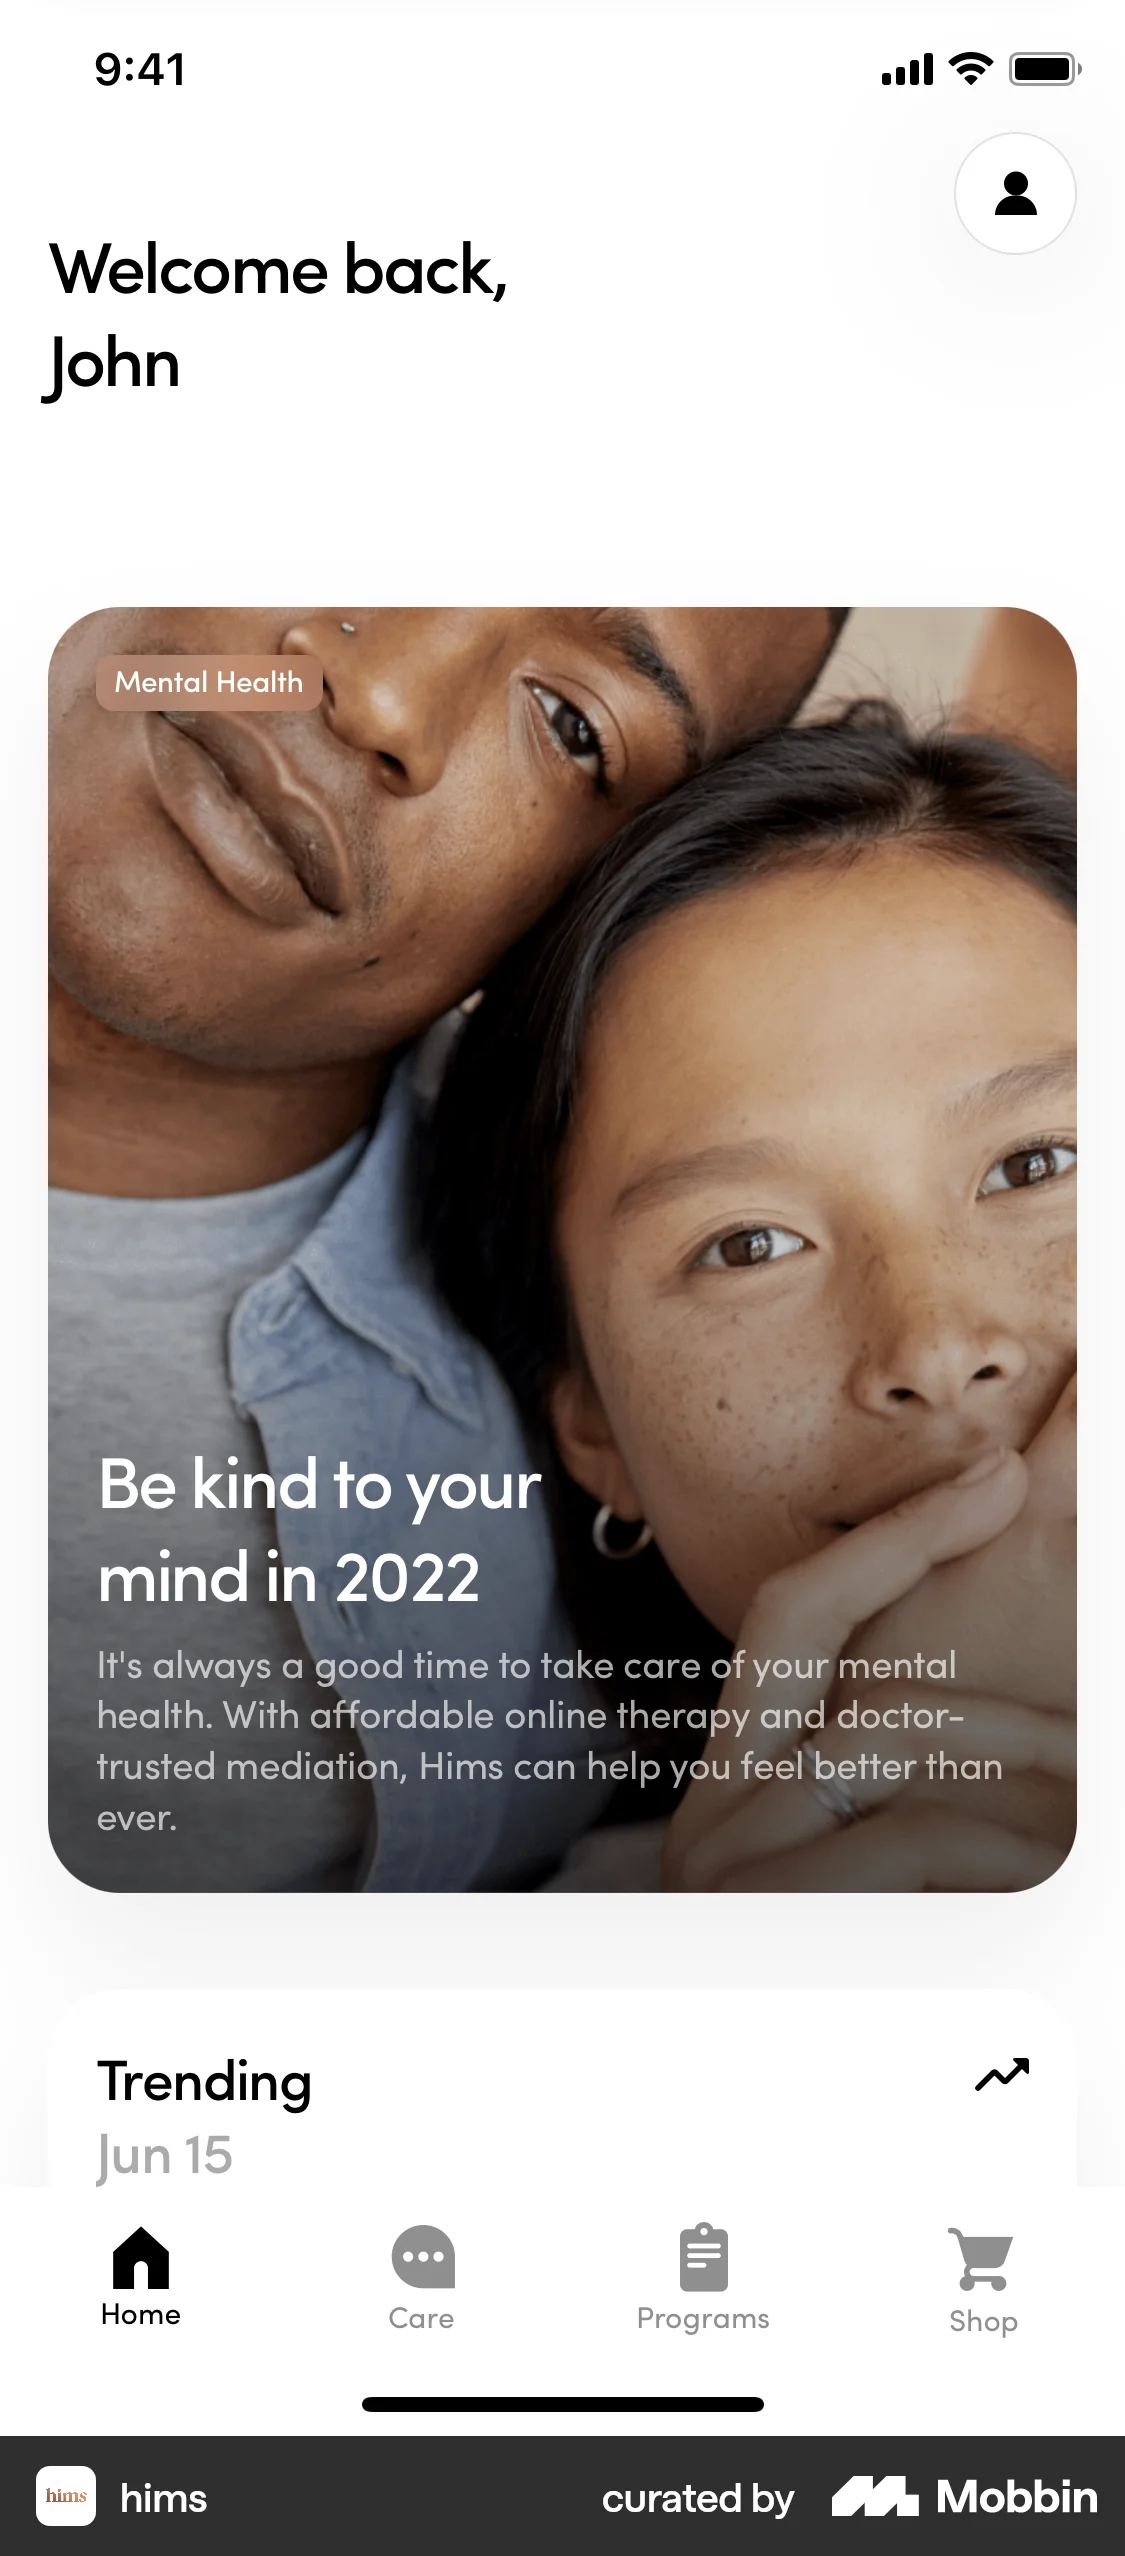 9:41
Welcome back,
John
Mental Health
Be kind to your
mind in 2022
It's always a good time to take care of your mental
health. With affordable online therapy and doctor-
trusted mediation, Hims can help you feel better than
ever.
Trending
Jun 15
Home
Care
Programs
Shop
hims
hims
curated by
Mobbin